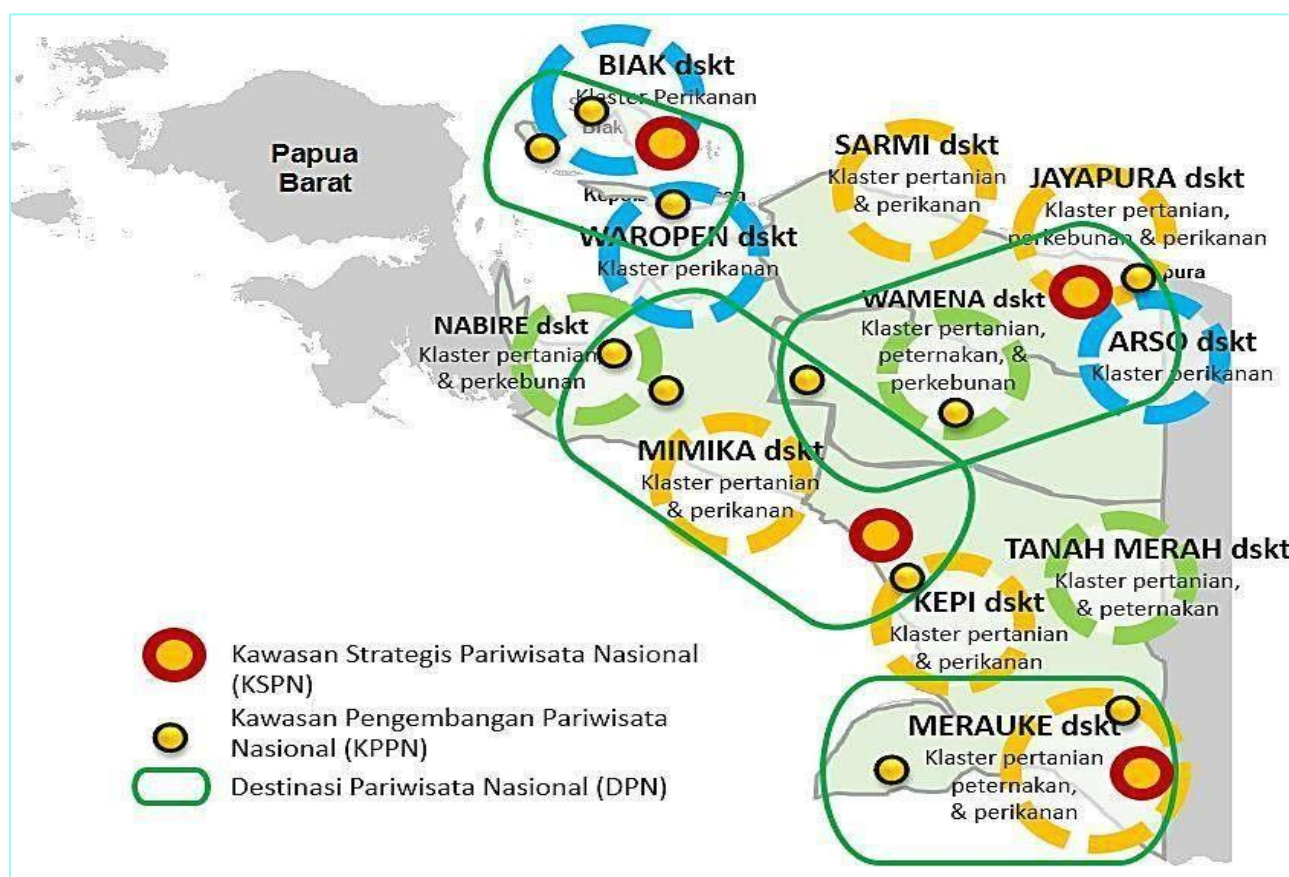 BIAK dskt
Klaster Perikanan
Biak
Papua
Barat
SARMI dskt
Klaster pertanian
& perikanan
JAYAPURA dskt
Klaster pertanian,
perkebunan & perikanan
pura
WAROPEN dskt
Klaster perikanan
WAMENA dskt
Klaster pertanian,
peternakan, &
perkebunan
NABIRE dskt
Klaster pertanian
& perkebunan
ARSO dskt
Klaster perikanan
MIMIKA dskt
Klaster pertanian
& perikanan
TANAH MERAH dskt
Klaster pertanian,
& peternakan
KEPI dskt
Klaster pertanian
& perikanan
MERAUKE dskt
Klaster pertanian
peternakan,
& perikanan
Kawasan Strategis Pariwisata Nasional
(KSPN)
Kawasan Pengembangan Pariwisata
Nasional (KPPN)
Destinasi Pariwisata Nasional (DPN)